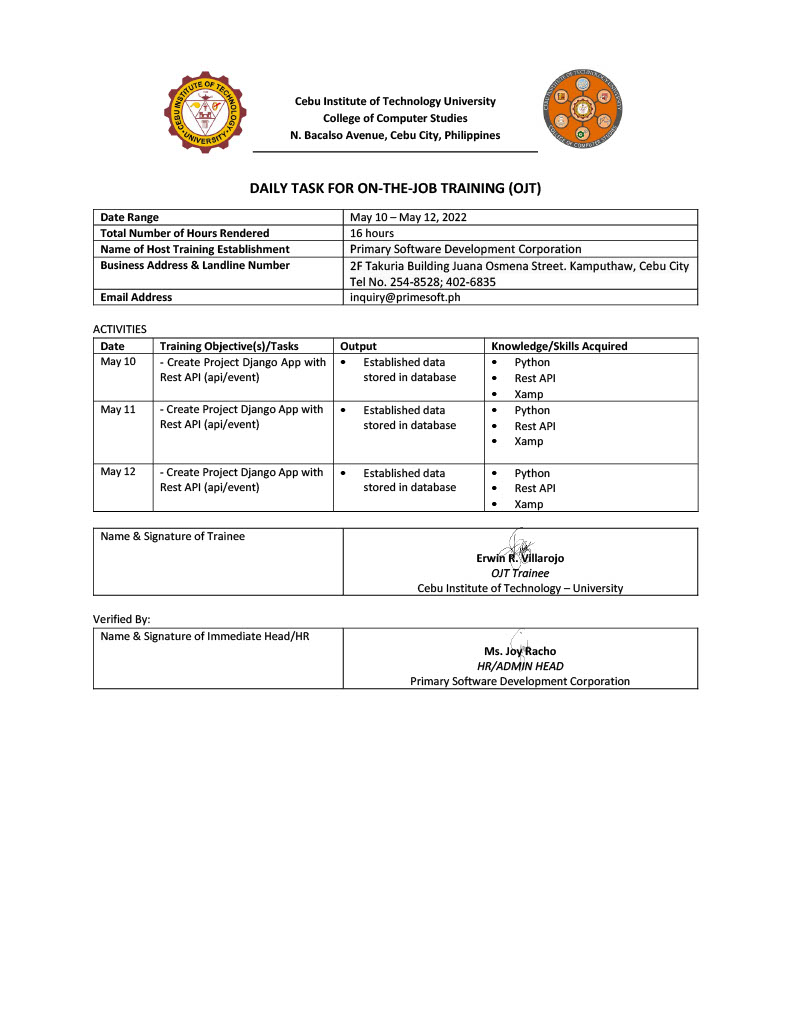 CEBU INSTITUTE OF TECHNOLOGY
UNIVERSITY
Cebu Institute of Technology University
College of Computer Studies
N. Bacalso Avenue, Cebu City, Philippines
DAILY TASK FOR ON-THE-JOB TRAINING (OJT)
Date Range May 10 – May 12, 2022
Total Number of Hours Rendered 16 hours
Name of Host Training Establishment Primary Software Development Corporation
Business Address & Landline Number 2F Takuria Building Juana Osmena Street. Kamputhaw, Cebu City
Tel No. 254-8528; 402-6835
Email Address inquiry@primesoft.ph
ACTIVITIES
Date Training Objective(s)/Tasks Output Knowledge/Skills Acquired
May 10 - Create Project Django App with • Established data • Python
Rest API (api/event) stored in database • Rest API
• Xamp
May 11 - Create Project Django App with • Established data • Python
Rest API (api/event) stored in database • Rest API
• Xamp
May 12 - Create Project Django App with • Established data • Python
Rest API (api/event) stored in database • Rest API
• Xamp
Name & Signature of Trainee
Erwin R. Villarojo
OJT Trainee
Cebu Institute of Technology – University
Verified By:
Name & Signature of Immediate Head/HR
Ms. Joy Racho
HR/ADMIN HEAD
Primary Software Development Corporation